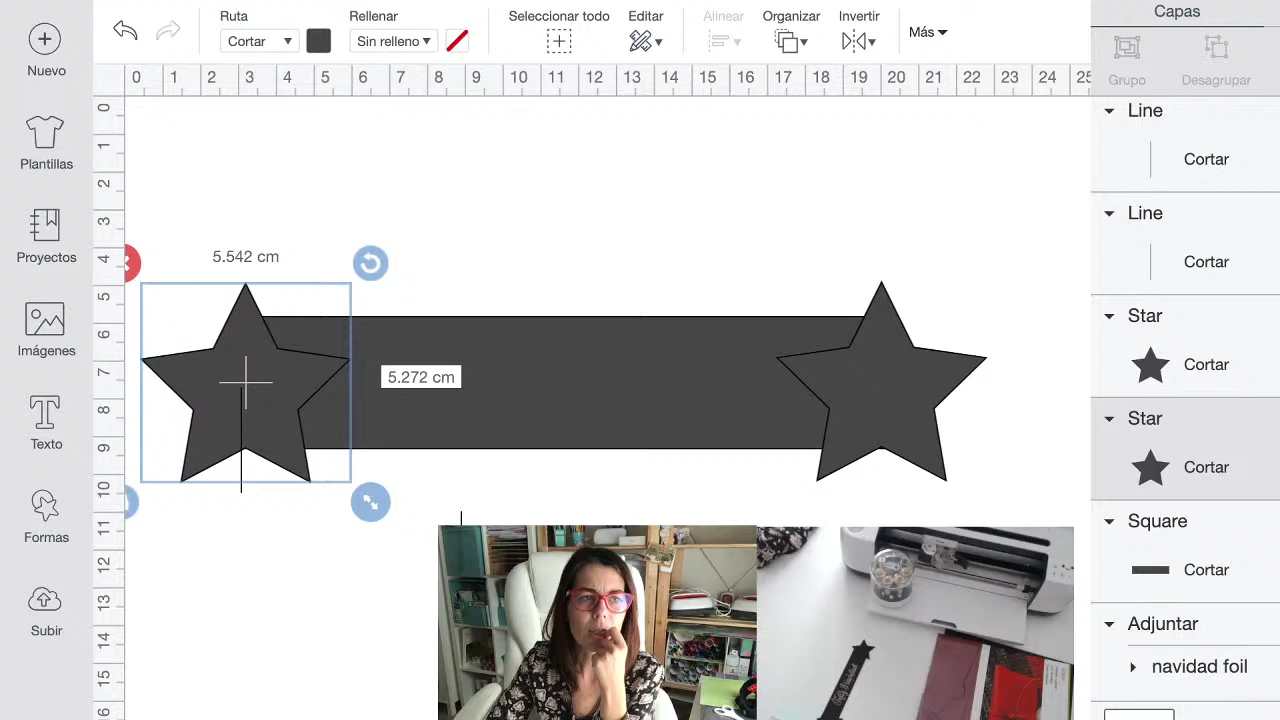 Ruta
Rellenar
Seleccionar todo
Editar
Alinear
Organizar
Invertir
Cortar
Sin relleno
Más
Capas
Grupo
Desagrupar
Nuevo
Plantillas
Proyectos
Imágenes
Texto
Formas
Subir
0 1 2 3 4 5 6 7 8 9 10 11 12 13 14 15 16 17 18 19 20 21 22 23 24 25
0
1
2
3
4
5
6
7
8
9
10
11
12
13
14
15
16
5.542 cm
5.272 cm
Line
Cortar
Line
Cortar
Star
Cortar
Star
Cortar
Square
Cortar
Adjuntar
navidad foil